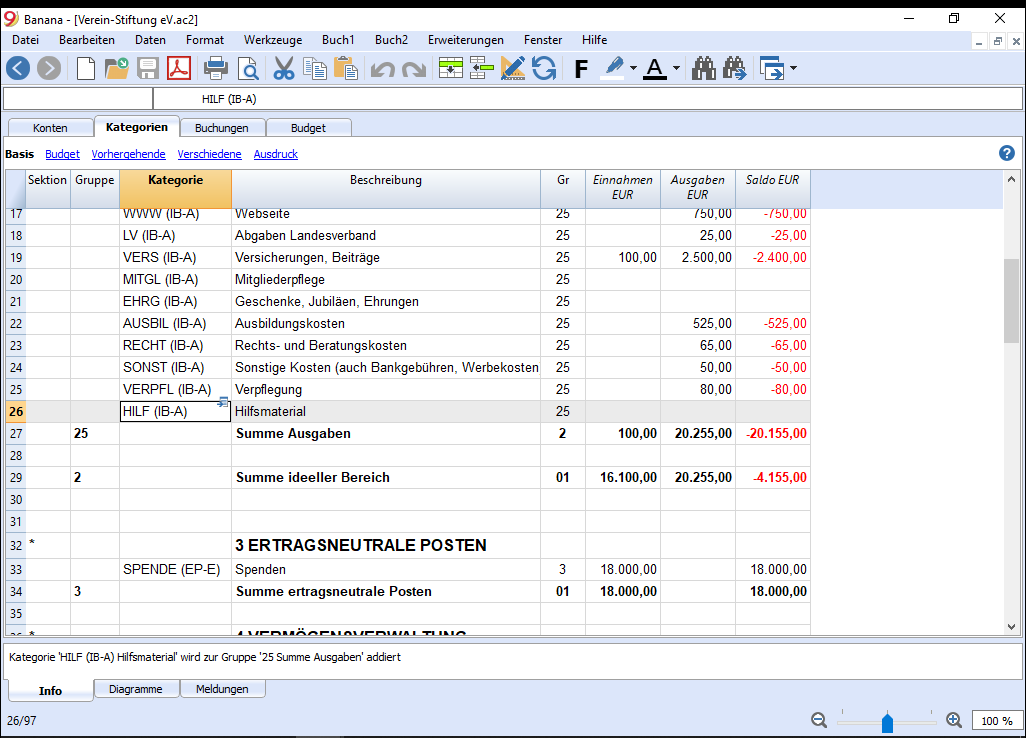 Banana - [Verein-Stiftung eV.ac2]
Datei Bearbeiten Daten Format Werkzeuge Buch1 Buch2 Erweiterungen Fenster Hilfe
F A
HILF (IB-A)
Konten Kategorien Buchungen Budget
Basis Budget Vorhergehende Verschiedene Ausdruck
Sektion Gruppe Kategorie Beschreibung Gr Einnahmen EUR Ausgaben EUR Saldo EUR
17 WWW (IB-A) Webseite 25 750,00 -750,00
18 LV (IB-A) Abgaben Landesverband 25 25,00 -25,00
19 VERS (IB-A) Versicherungen, Beiträge 25 100,00 2.500,00 -2.400,00
20 MITGL (IB-A) Mitgliederpflege 25
21 EHRG (IB-A) Geschenke, Jubiläen, Ehrungen 25
22 AUSBIL (IB-A) Ausbildungskosten 25 525,00 -525,00
23 RECHT (IB-A) Rechts- und Beratungskosten 25 65,00 -65,00
24 SONST (IB-A) Sonstige Kosten (auch Bankgebühren, Werbekosten 25 50,00 -50,00
25 VERPFL (IB-A) Verpflegung 25 80,00 -80,00
26 HILF (IB-A) Hilfsmaterial 25
27 25 Summe Ausgaben 2 100,00 20.255,00 -20.155,00
28
29 2 Summe ideeller Bereich 01 16.100,00 20.255,00 -4.155,00
30
31
32 * 3 ERTRAGSNEUTRALE POSTEN
33 SPENDE (EP-E) Spenden 3 18.000,00 18.000,00
34 3 Summe ertragsneutrale Posten 01 18.000,00 18.000,00
35
36 * 4 VERMÖGENSVERWALTUNG
Kategorie 'HILF (IB-A) Hilfsmaterial' wird zur Gruppe '25 Summe Ausgaben' addiert
Info Diagramme Meldungen
26/97 100 %